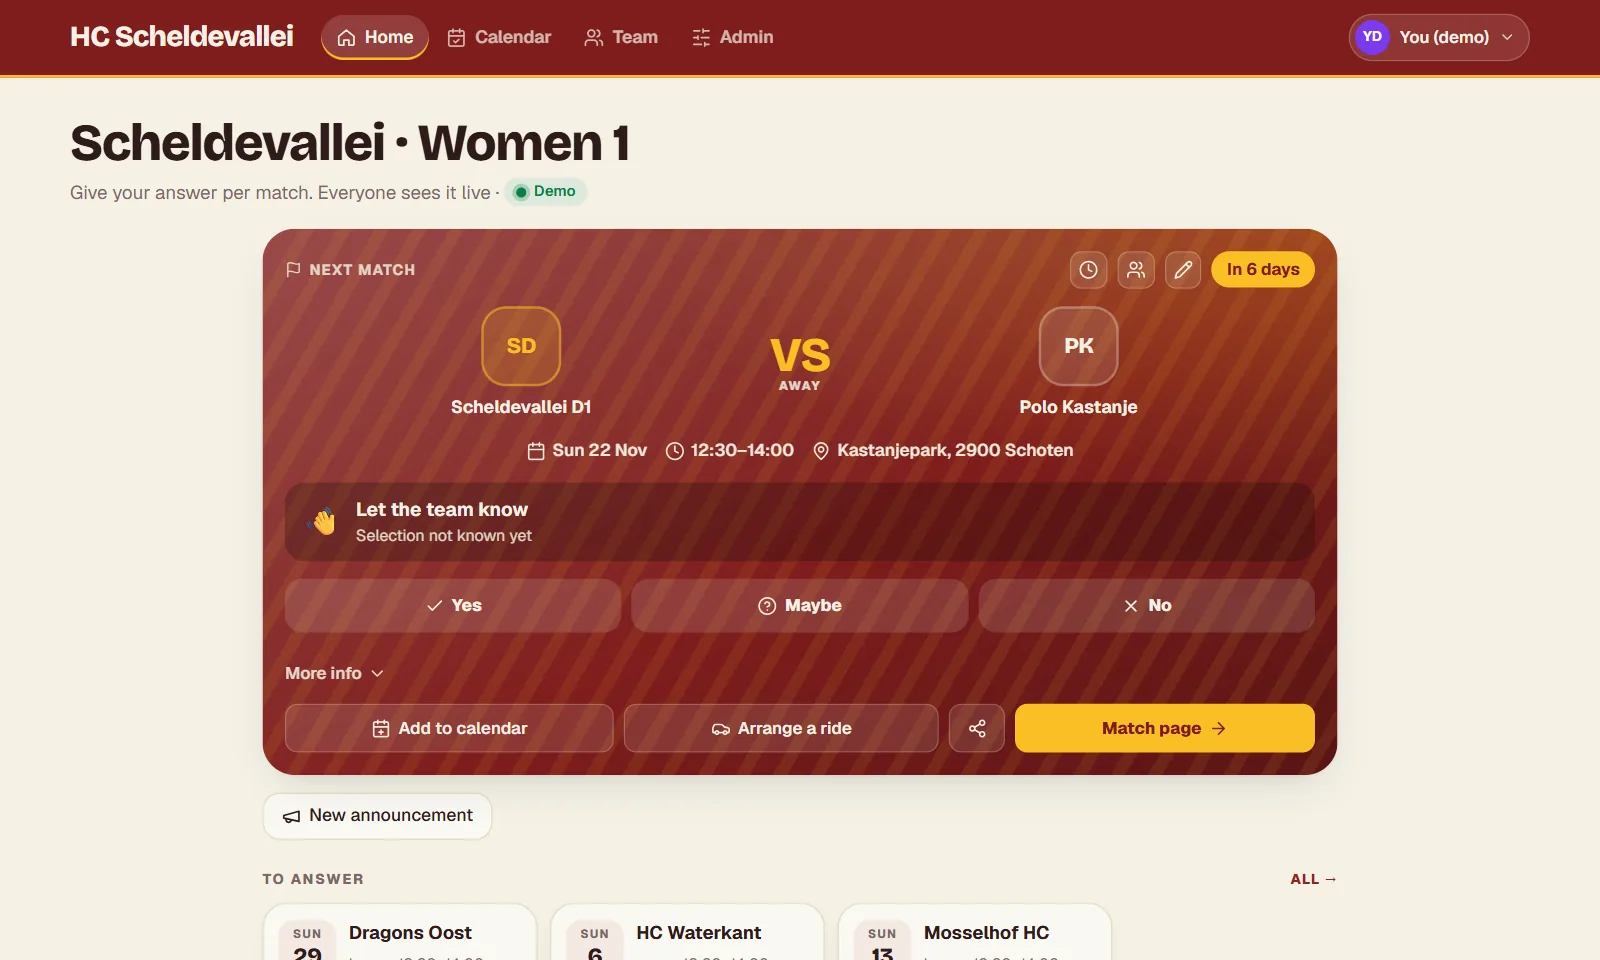 HC Scheldevallei
Home
Calendar
Team
Admin
YD
You (demo)
Scheldevallei · Women 1
Give your answer per match. Everyone sees it live · Demo
NEXT MATCH
In 6 days
SD
VS
AWAY
PK
Scheldevallei D1
Polo Kastanje
Sun 22 Nov
12:30–14:00
Kastanjepark, 2900 Schoten
Let the team know
Selection not known yet
Yes
Maybe
No
More info
Add to calendar
Arrange a ride
Match page →
New announcement
TO ANSWER
ALL →
SUN
29
Dragons Oost
SUN
6
HC Waterkant
SUN
13
Mosselhof HC